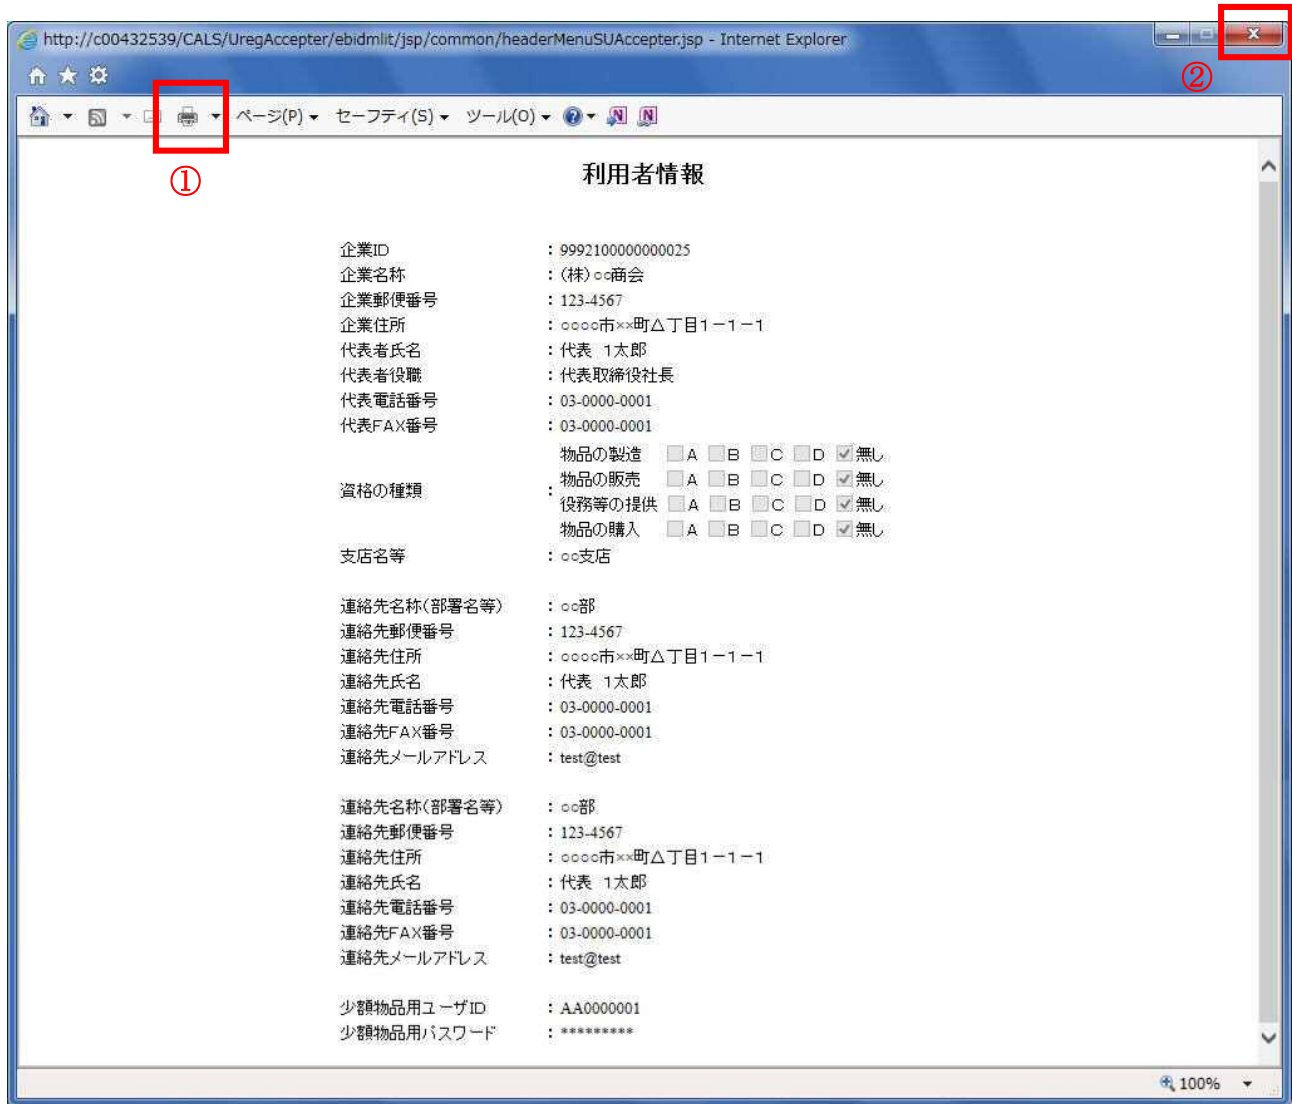 http://c00432539/CALS/UregAccepter/ebidmlit/jsp/common/headerMenuSUAccepter.jsp - Internet Explorer
②
ページ(P) セーフティ(S) ツール(O)
①
利用者情報
企業ID : 9992100000000025
企業名称 : (株)○○商会
企業郵便番号 : 123-4567
企業住所 : ○○○○市××町△丁目1－1－1
代表者氏名 : 代表 1太郎
代表者役職 : 代表取締役社長
代表電話番号 : 03-0000-0001
代表FAX番号 : 03-0000-0001
資格の種類 :
物品の製造 A B C D 無し
物品の販売 A B C D 無し
役務等の提供 A B C D 無し
物品の購入 A B C D 無し
支店名等 : ○○支店
連絡先名称(部署名等) : ○○部
連絡先郵便番号 : 123-4567
連絡先住所 : ○○○○市××町△丁目1－1－1
連絡先氏名 : 代表 1太郎
連絡先電話番号 : 03-0000-0001
連絡先FAX番号 : 03-0000-0001
連絡先メールアドレス : test@test
連絡先名称(部署名等) : ○○部
連絡先郵便番号 : 123-4567
連絡先住所 : ○○○○市××町△丁目1－1－1
連絡先氏名 : 代表 1太郎
連絡先電話番号 : 03-0000-0001
連絡先FAX番号 : 03-0000-0001
連絡先メールアドレス : test@test
少額物品用ユーザID : AA0000001
少額物品用パスワード : *********
100%